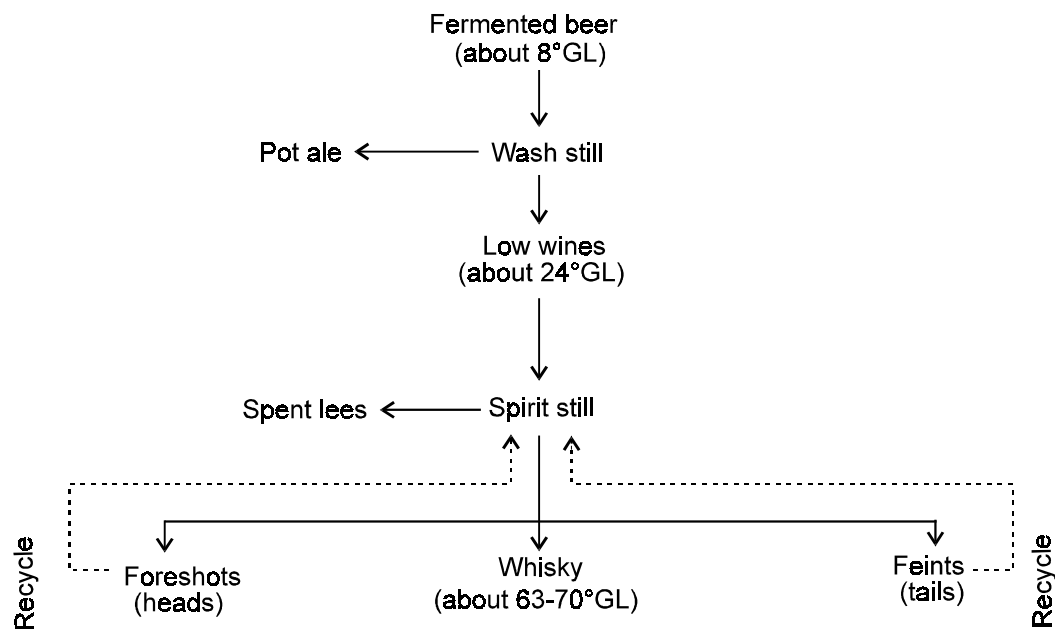 Fermented beer
(about 8°GL)
Pot ale
Wash still
Low wines
(about 24°GL)
Spent lees
Spirit still
Recycle
Foreshots
(heads)
Whisky
(about 63-70°GL)
Feints
(tails)
Recycle